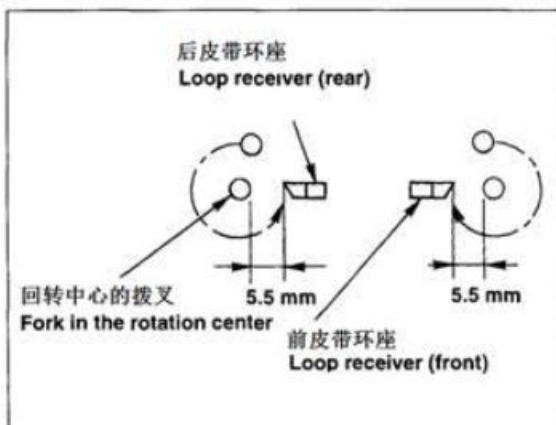 后皮带环座
Loop receiver (rear)
回转中心的拨叉
Fork in the rotation center
5.5 mm
5.5 mm
前皮带环座
Loop receiver (front)